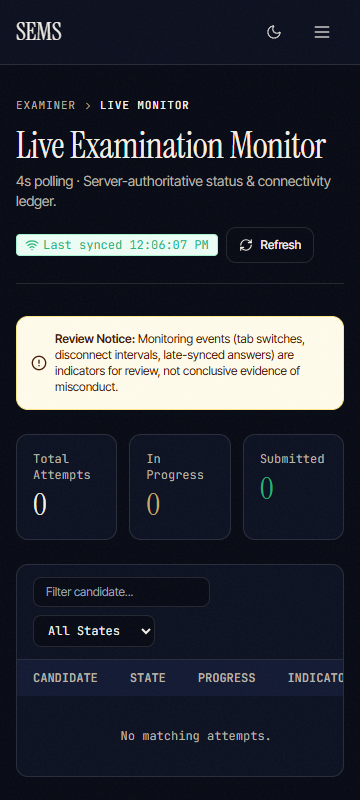 SEMS
EXAMINER > LIVE MONITOR
Live Examination Monitor
4s polling · Server-authoritative status & connectivity
ledger.
Last synced 12:06:07 PM
Refresh
Review Notice: Monitoring events (tab switches,
disconnect intervals, late-synced answers) are
indicators for review, not conclusive evidence of
misconduct.
Total
Attempts
0
In
Progress
0
Submitted
0
Filter candidate...
All States
CANDIDATE STATE PROGRESS INDICATO
No matching attempts.